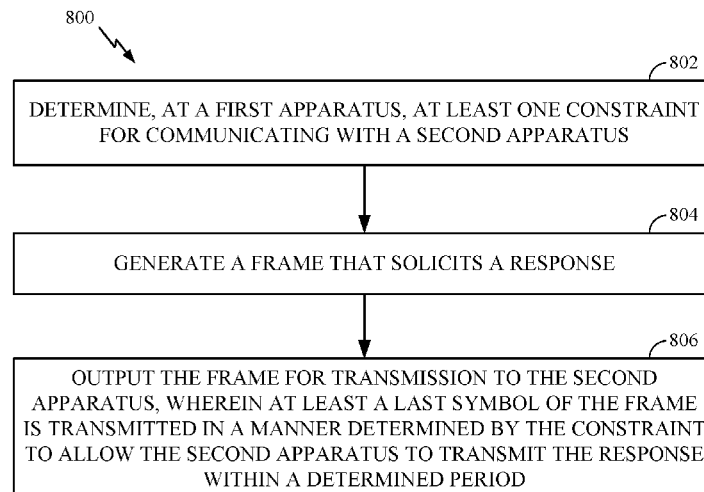 800
802
DETERMINE, AT A FIRST APPARATUS, AT LEAST ONE CONSTRAINT
FOR COMMUNICATING WITH A SECOND APPARATUS
804
GENERATE A FRAME THAT SOLICITS A RESPONSE
806
OUTPUT THE FRAME FOR TRANSMISSION TO THE SECOND
APPARATUS, WHEREIN AT LEAST A LAST SYMBOL OF THE FRAME
IS TRANSMITTED IN A MANNER DETERMINED BY THE CONSTRAINT
TO ALLOW THE SECOND APPARATUS TO TRANSMIT THE RESPONSE
WITHIN A DETERMINED PERIOD